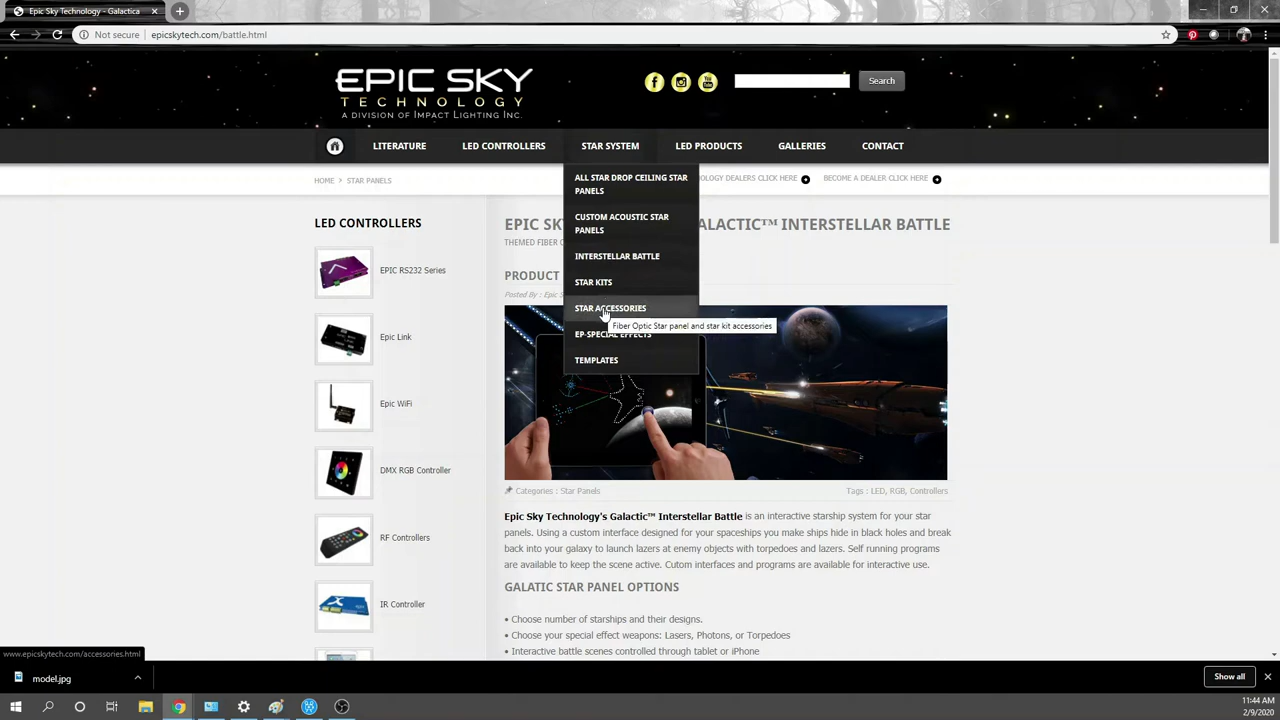 Epic Sky Technology - Galactica
Not secure epicskytech.com/battle.html
EPIC SKY
TECHNOLOGY
A DIVISION OF IMPACT LIGHTING INC.
You Tube
Search
LITERATURE LED CONTROLLERS STAR SYSTEM LED PRODUCTS GALLERIES CONTACT
HOME > STAR PANELS
DEALERS CLICK HERE BECOME A DEALER CLICK HERE
ALL STAR DROP CEILING STAR
PANELS
CUSTOM ACOUSTIC STAR
PANELS
INTERSTELLAR BATTLE
STAR KITS
STAR ACCESSORIES
Fiber Optic Star panel and star kit accessories
EP-SPECIAL EFFECTS
TEMPLATES
LED CONTROLLERS
EPIC RS232 Series
Epic Link
Epic WiFi
DMX RGB Controller
RF Controllers
IR Controller
EPIC INTERSTELLAR BATTLE
THEMED FIBER
PRODUCT
Posted By : Epic
Categories : Star Panels
Tags : LED, RGB, Controllers
Epic Sky Technology's Galactic™ Interstellar Battle is an interactive starship system for your star
panels. Using a custom interface designed for your spaceships you make ships hide in black holes and break
back into your galaxy to launch lazers at enemy objects with torpedoes and lazers. Self running programs
are available to keep the scene active. Cutom interfaces and programs are available for interactive use.
GALATIC STAR PANEL OPTIONS
• Choose number of starships and their designs.
• Choose your special effect weapons: Lasers, Photons, or Torpedoes
• Interactive battle scenes controlled through tablet or iPhone
www.epicskytech.com/accessories.html
model.jpg
Show all
11:44 AM
2/9/2020